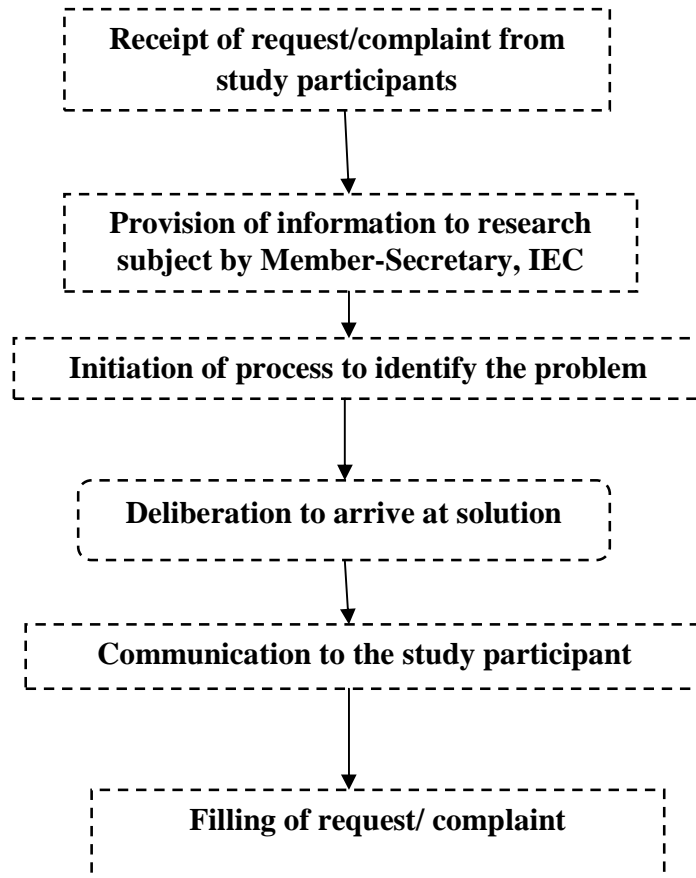 Receipt of request/complaint from
study participants
Provision of information to research
subject by Member-Secretary, IEC
Initiation of process to identify the problem
Deliberation to arrive at solution
Communication to the study participant
Filling of request/ complaint